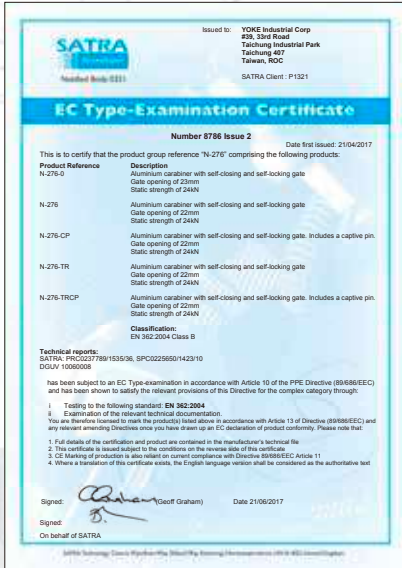 Issued to: YOKE Industrial Corp
#39, 33rd Road
Taichung Industrial Park
Taichung 407
Taiwan, ROC
SATRA Client : P1321
SATRA
Notified Body 0321
EC Type-Examination Certificate
Number 8786 Issue 2
Date first issued: 21/04/2017
This is to certify that the product group reference "N-276" comprising the following products:
Product Reference Description
N-276-0 Aluminium carabiner with self-closing and self-locking gate
Gate opening of 23mm
Static strength of 24kN
N-276 Aluminium carabiner with self-closing and self-locking gate
Gate opening of 22mm
Static strength of 24kN
N-276-CP Aluminium carabiner with self-closing and self-locking gate. Includes a captive pin.
Gate opening of 22mm
Static strength of 24kN
N-276-TR Aluminium carabiner with self-closing and self-locking gate
Gate opening of 22mm
Static strength of 24kN
N-276-TRCP Aluminium carabiner with self-closing and self-locking gate. Includes a captive pin.
Gate opening of 22mm
Static strength of 24kN
Classification:
EN 362:2004 Class B
Technical reports:
SATRA: PRC0237789/1535/36, SPC0225650/1423/10
DGUV 10060008
has been subject to an EC Type-examination in accordance with Article 10 of the PPE Directive (89/686/EEC)
and has been shown to satisfy the relevant provisions of this Directive for the complex category through:
i Testing to the following standard: EN 362:2004
ii Examination of the relevant technical documentation.
You are therefore licensed to mark the product(s) listed above in accordance with Article 13 of Directive (89/686/EEC) and
any relevant amending Directives once you have drawn up an EC declaration of product conformity. Please note that:
1. Full details of the certification and product are contained in the manufacturer's technical file
2. This certificate is issued subject to the conditions on the reverse side of this certificate
3. CE Marking of production is also reliant on current compliance with Directive 89/686/EEC Article 11
4. Where a translation of this certificate exists, the English language version shall be considered as the authoritative text
Signed: (Geoff Graham) Date 21/06/2017
Signed:
On behalf of SATRA